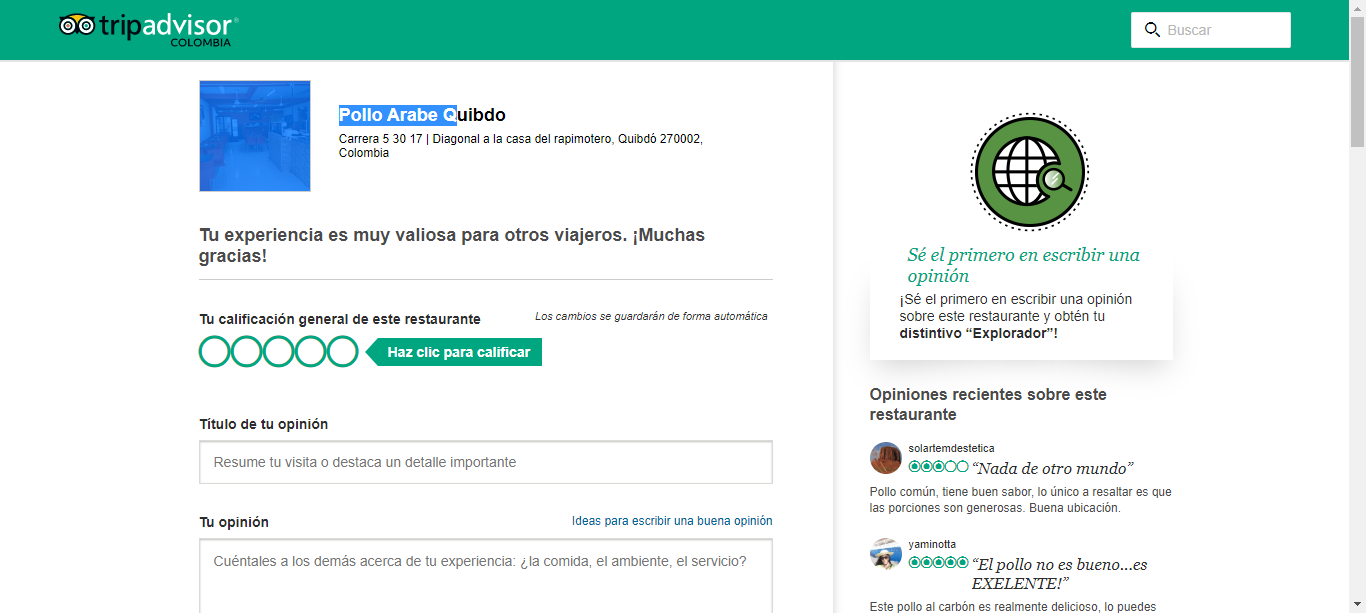 tripadvisor®
COLOMBIA
Buscar
Pollo Arabe Quibdo
Carrera 5 30 17 | Diagonal a la casa del rapimotero, Quibdó 270002,
Colombia
Tu experiencia es muy valiosa para otros viajeros. ¡Muchas
gracias!
Tu calificación general de este restaurante
Los cambios se guardarán de forma automática
Haz clic para calificar
Título de tu opinión
Resume tu visita o destaca un detalle importante
Tu opinión
Ideas para escribir una buena opinión
Cuéntales a los demás acerca de tu experiencia: ¿la comida, el ambiente, el servicio?
Sé el primero en escribir una
opinión
¡Sé el primero en escribir una opinión
sobre este restaurante y obtén tu
distintivo “Explorador”!
Opiniones recientes sobre este
restaurante
solartemdestetica
“Nada de otro mundo”
Pollo común, tiene buen sabor, lo único a resaltar es que
las porciones son generosas. Buena ubicación.
yaminotta
“El pollo no es bueno...es
EXELENTE!”
Este pollo al carbón es realmente delicioso, lo puedes